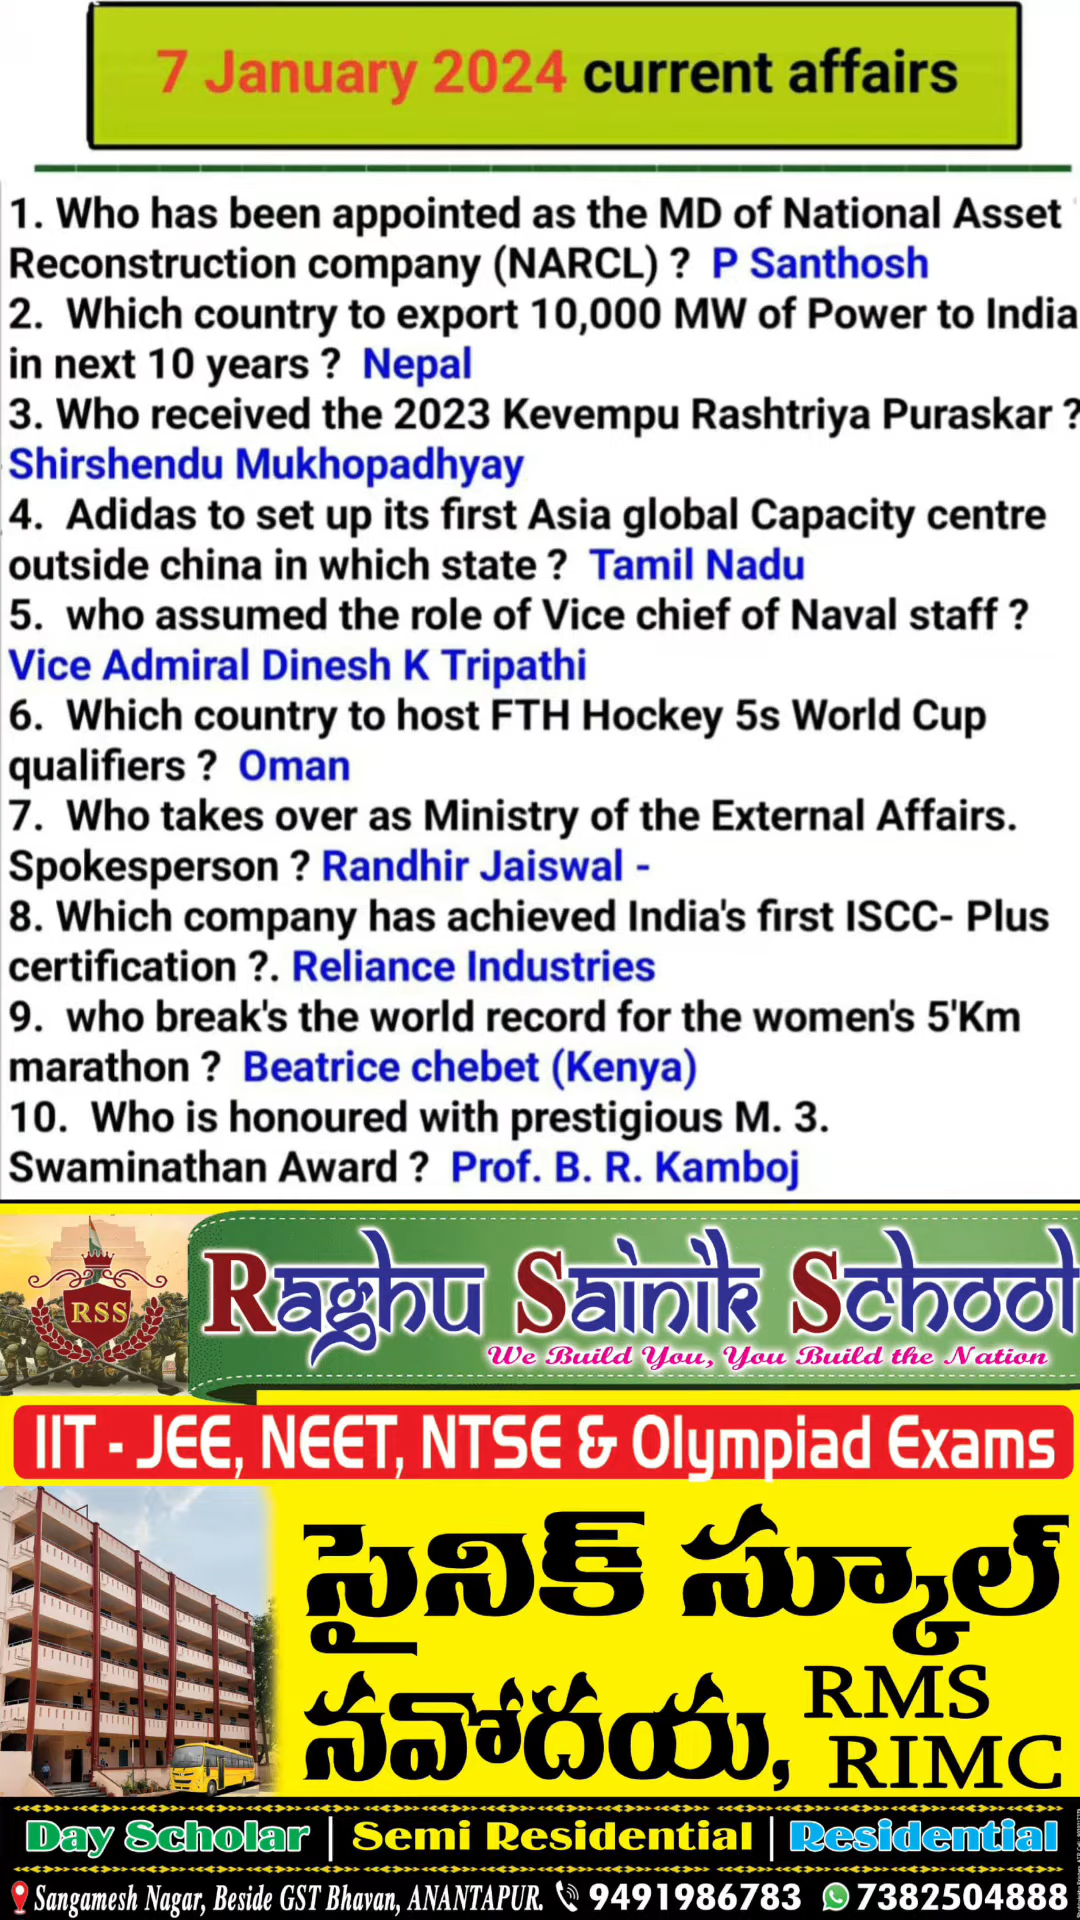 7 January 2024 current affairs
1. Who has been appointed as the MD of National Asset
Reconstruction company (NARCL) ? P Santhosh
2. Which country to export 10,000 MW of Power to India
in next 10 years ? Nepal
3. Who received the 2023 Kevempu Rashtriya Puraskar ?
Shirshendu Mukhopadhyay
4. Adidas to set up its first Asia global Capacity centre
outside china in which state ? Tamil Nadu
5. who assumed the role of Vice chief of Naval staff ?
Vice Admiral Dinesh K Tripathi
6. Which country to host FTH Hockey 5s World Cup
qualifiers ? Oman
7. Who takes over as Ministry of the External Affairs.
Spokesperson ? Randhir Jaiswal -
8. Which company has achieved India's first ISCC- Plus
certification ?. Reliance Industries
9. who break's the world record for the women's 5'Km
marathon ? Beatrice chebet (Kenya)
10. Who is honoured with prestigious M. 3.
Swaminathan Award ? Prof. B. R. Kamboj
RSS
Raghu Sainik School
We Build You, You Build the Nation
IIT - JEE, NEET, NTSE & Olympiad Exams
సైనిక్ స్కూల్
నవోదయ, RMS
RIMC
Day Scholar | Semi Residential | Residential
Sangamesh Nagar, Beside GST Bhavan, ANANTAPUR. 9491986783 7382504888